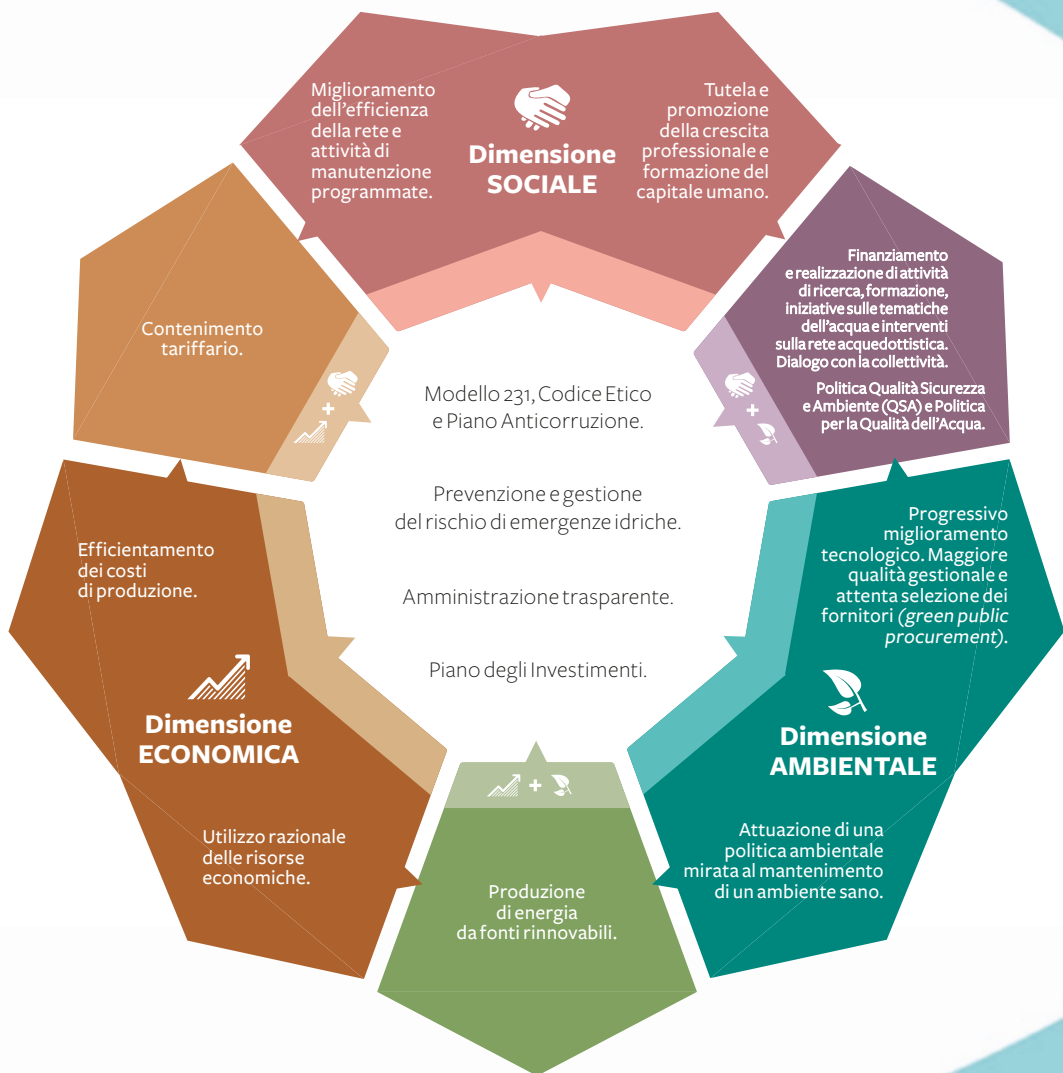 Miglioramento
dell'efficienza
della rete e
attività di
manutenzione
programmate.
Dimensione
SOCIALE
Tutela e
promozione
della crescita
professionale e
formazione del
capitale umano.
Finanziamento
e realizzazione di attività
di ricerca, formazione,
iniziative sulle tematiche
dell'acqua e interventi
sulla rete acquedottistica.
Dialogo con la collettività.
Politica Qualità Sicurezza
e Ambiente (QSA) e Politica
per la Qualità dell'Acqua.
Contenimento
tariffario.
+
+
Modello 231, Codice Etico
e Piano Anticorruzione.
Prevenzione e gestione
del rischio di emergenze idriche.
Amministrazione trasparente.
Piano degli Investimenti.
Efficientamento
dei costi
di produzione.
Dimensione
ECONOMICA
Utilizzo razionale
delle risorse
economiche.
Progressivo
miglioramento
tecnologico. Maggiore
qualità gestionale e
attenta selezione dei
fornitori (green public
procurement).
Dimensione
AMBIENTALE
Attuazione di una
politica ambientale
mirata al mantenimento
di un ambiente sano.
+
Produzione
di energia
da fonti rinnovabili.